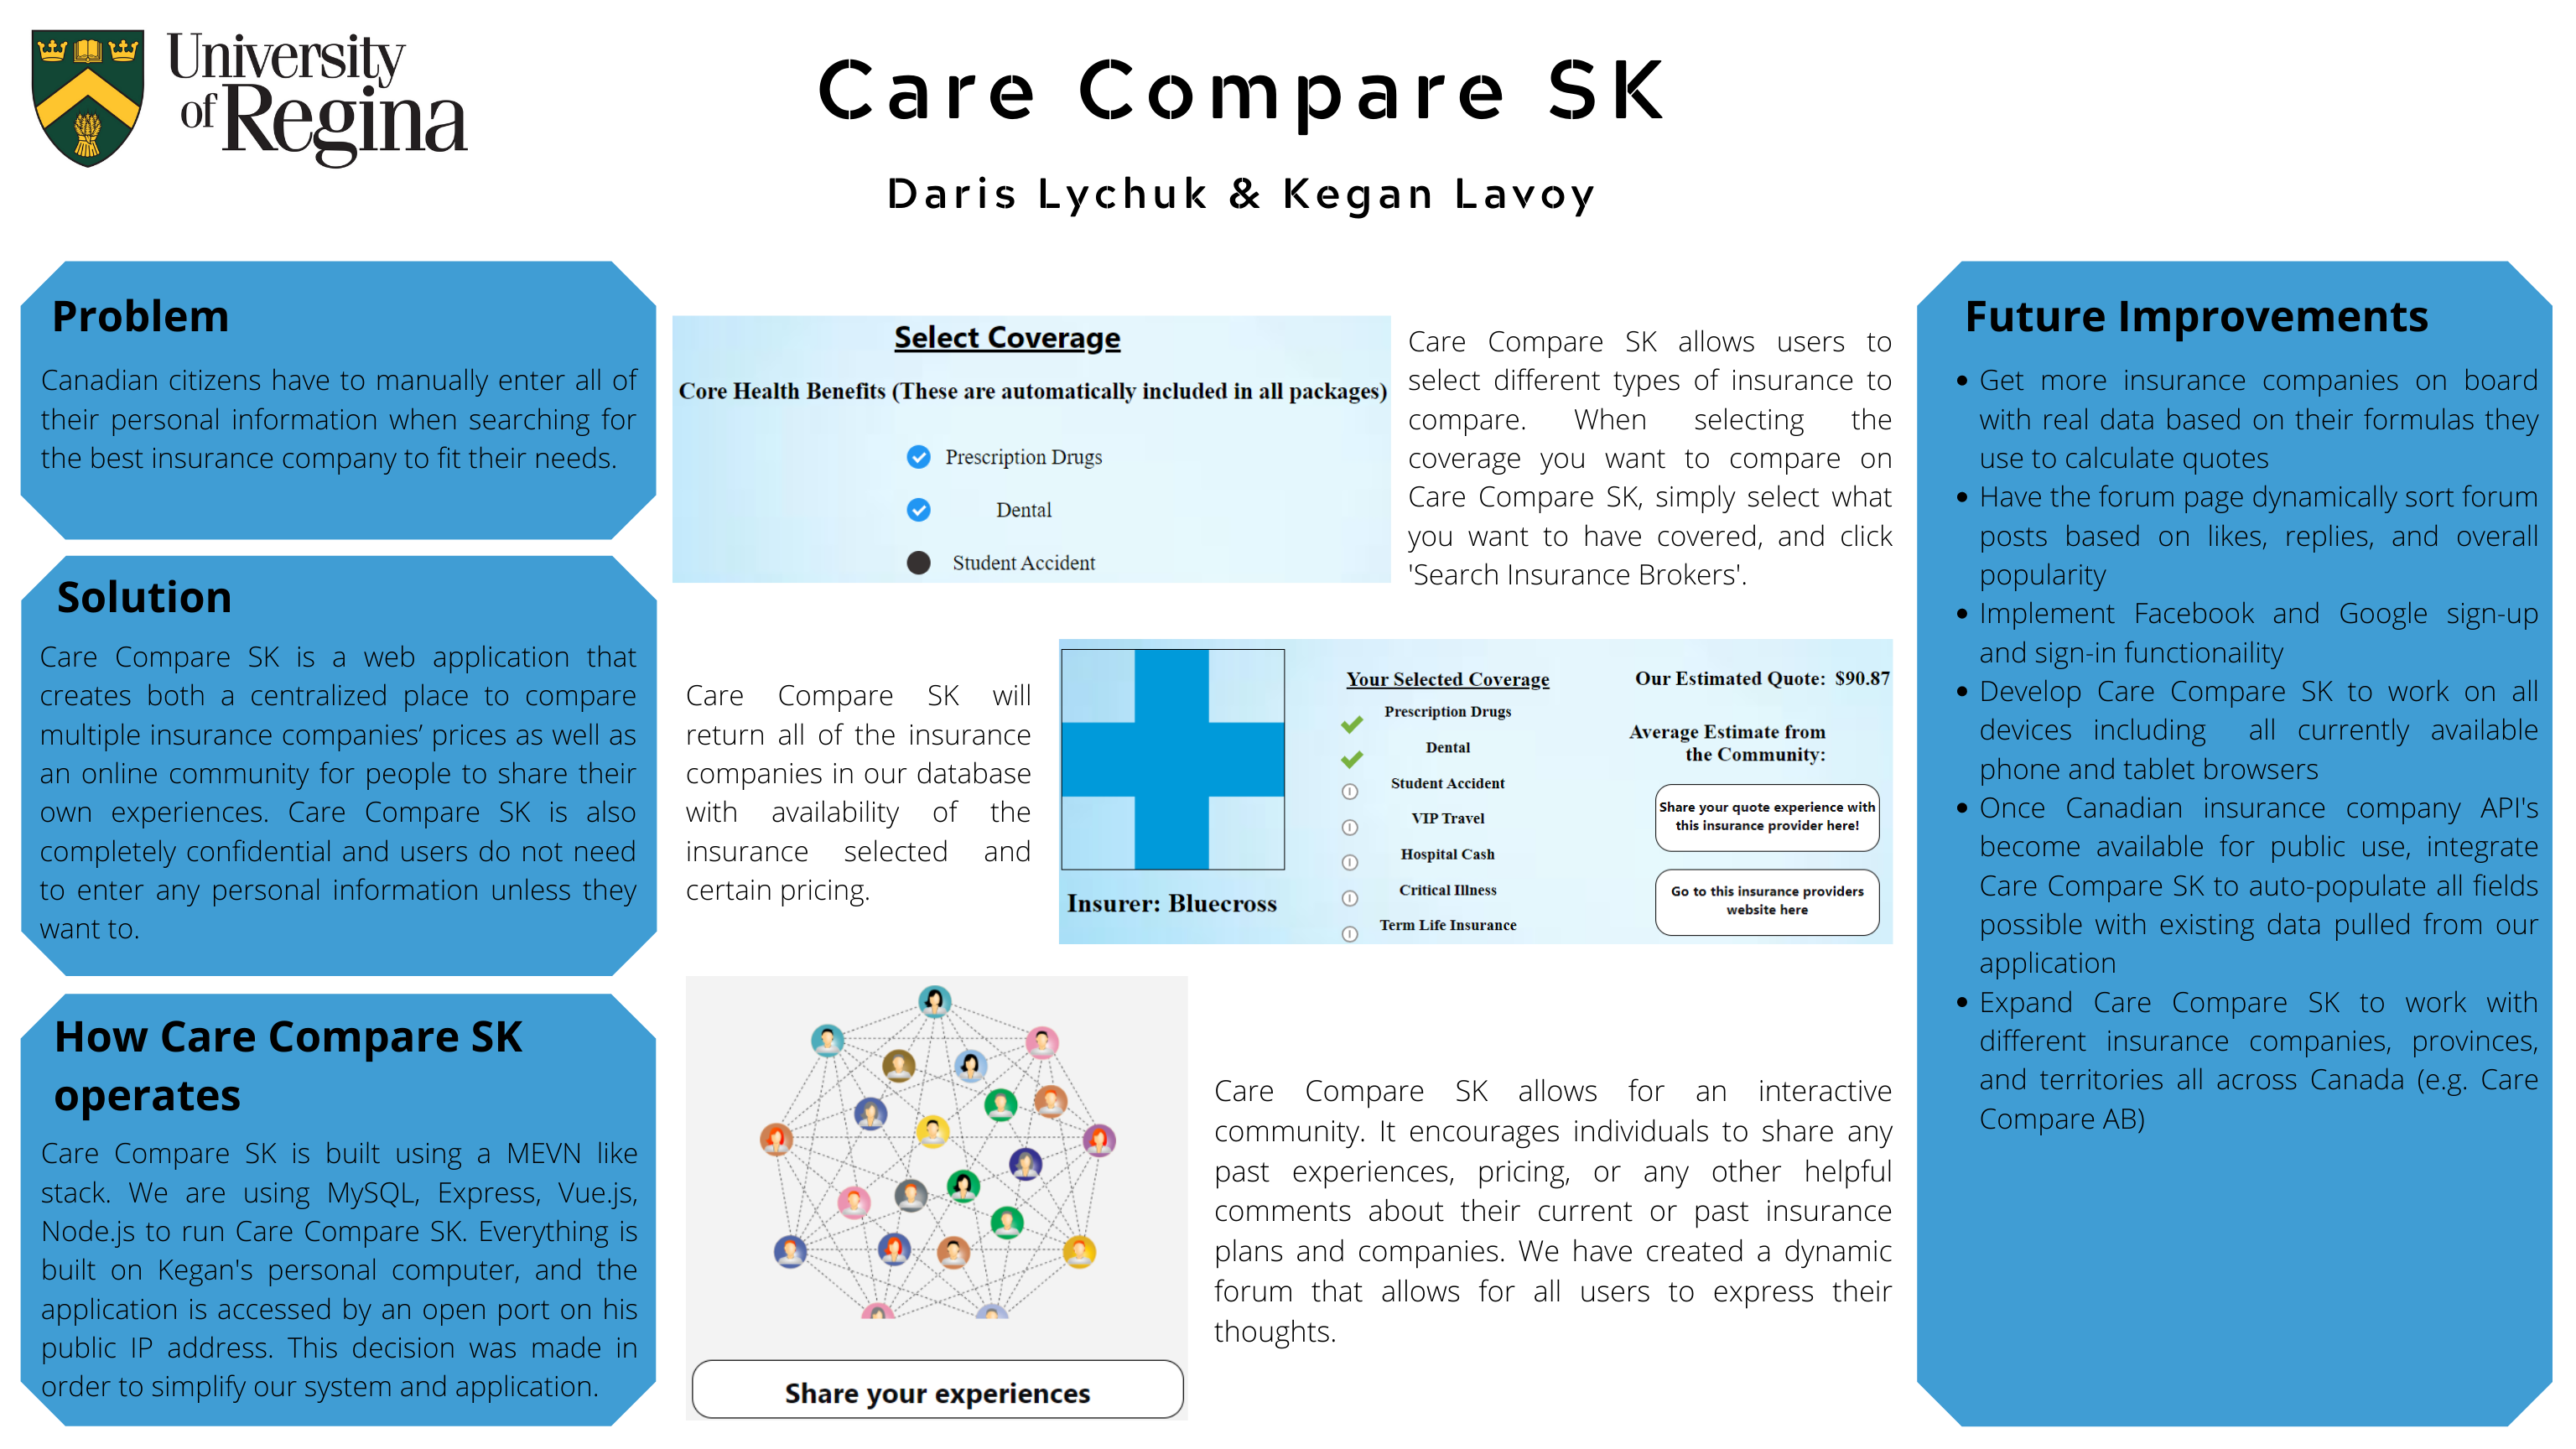 University
of Regina
Care Compare SK
Daris Lychuk & Kegan Lavoy
Problem
Canadian citizens have to manually enter all of
their personal information when searching for
the best insurance company to fit their needs.
Solution
Care Compare SK is a web application that
creates both a centralized place to compare
multiple insurance companies’ prices as well as
an online community for people to share their
own experiences. Care Compare SK is also
completely confidential and users do not need
to enter any personal information unless they
want to.
How Care Compare SK
operates
Care Compare SK is built using a MEVN like
stack. We are using MySQL, Express, Vue.js,
Node.js to run Care Compare SK. Everything is
built on Kegan's personal computer, and the
application is accessed by an open port on his
public IP address. This decision was made in
order to simplify our system and application.
Select Coverage
Core Health Benefits (These are automatically included in all packages)
Prescription Drugs
Dental
Student Accident
Care Compare SK allows users to
select different types of insurance to
compare. When selecting the
coverage you want to compare on
Care Compare SK, simply select what
you want to have covered, and click
'Search Insurance Brokers'.
Care Compare SK will
return all of the insurance
companies in our database
with availability of the
insurance selected and
certain pricing.
Insurer: Bluecross
Your Selected Coverage
Prescription Drugs
Dental
Student Accident
VIP Travel
Hospital Cash
Critical Illness
Term Life Insurance
Our Estimated Quote: $90.87
Average Estimate from
the Community:
Share your quote experience with
this insurance provider here!
Go to this insurance providers
website here
Share your experiences
Care Compare SK allows for an interactive
community. It encourages individuals to share any
past experiences, pricing, or any other helpful
comments about their current or past insurance
plans and companies. We have created a dynamic
forum that allows for all users to express their
thoughts.
Future Improvements
• Get more insurance companies on board
with real data based on their formulas they
use to calculate quotes
• Have the forum page dynamically sort forum
posts based on likes, replies, and overall
popularity
• Implement Facebook and Google sign-up
and sign-in functionaility
• Develop Care Compare SK to work on all
devices including all currently available
phone and tablet browsers
• Once Canadian insurance company API's
become available for public use, integrate
Care Compare SK to auto-populate all fields
possible with existing data pulled from our
application
• Expand Care Compare SK to work with
different insurance companies, provinces,
and territories all across Canada (e.g. Care
Compare AB)